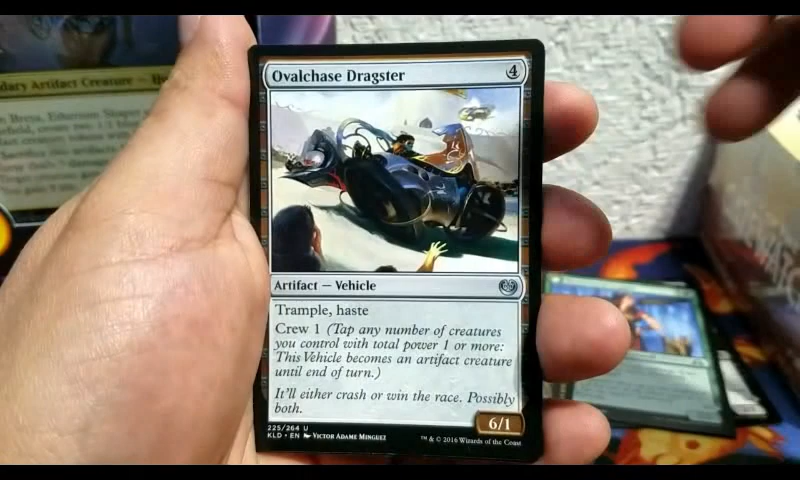 Ovalchase Dragster 4
Artifact — Vehicle
Trample, haste
Crew 1 (Tap any number of creatures
you control with total power 1 or more:
This Vehicle becomes an artifact creature
until end of turn.)
It'll either crash or win the race. Possibly
both.
6/1
225/264 U
KLD • EN Victor Adame Minguez
™ & © 2016 Wizards of the Coast
dary Artifact Creature —